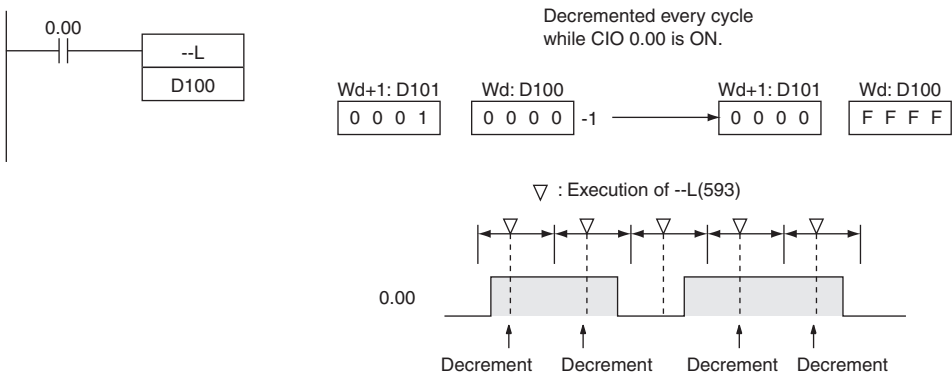 0.00
--L
D100
Decremented every cycle
while CIO 0.00 is ON.
Wd+1: D101 Wd: D100 Wd+1: D101 Wd: D100
0 0 0 1 0 0 0 0 -1 0 0 0 0 F F F F
: Execution of --L(593)
0.00
Decrement Decrement Decrement Decrement